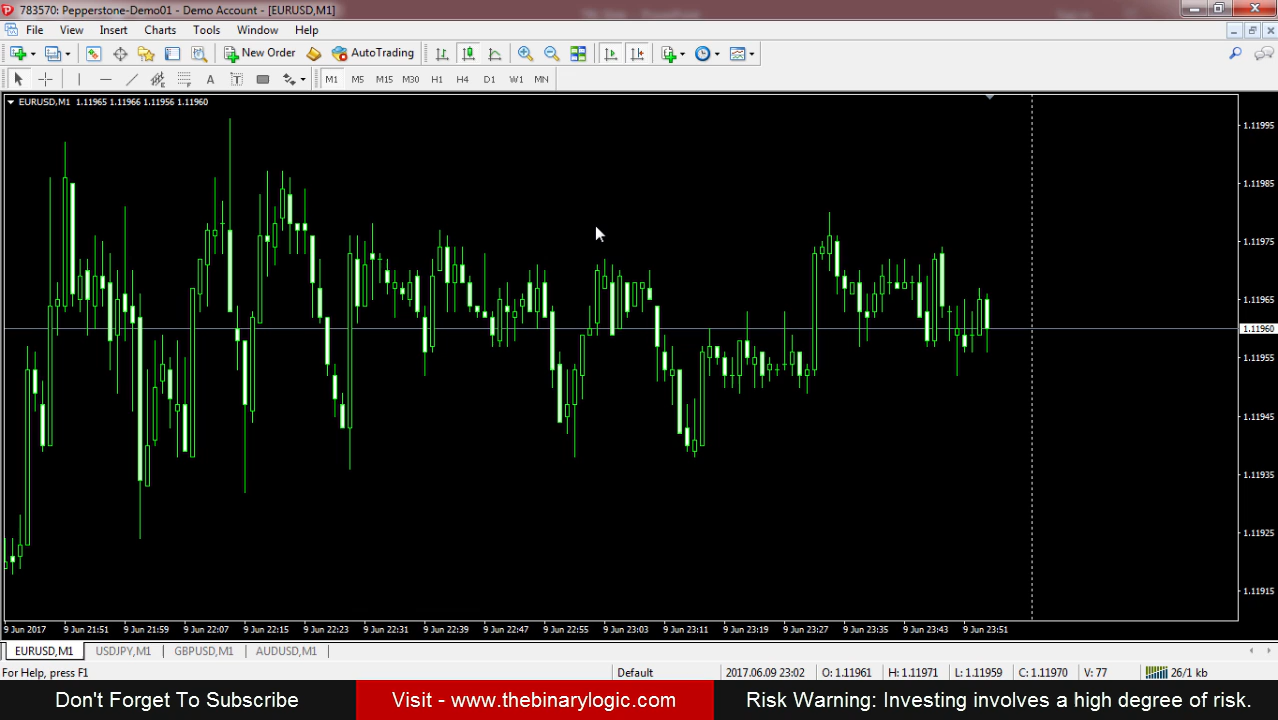 783570: Pepperstone-Demo01 - Demo Account - [EURUSD,M1]
File View Insert Charts Tools Window Help
New Order AutoTrading
A T M1 M5 M15 M30 H1 H4 D1 W1 MN
EURUSD,M1 1.11965 1.11966 1.11956 1.11960
1.11995
1.11985
1.11975
1.11965
1.11960
1.11955
1.11945
1.11935
1.11925
1.11915
9 Jun 2017 9 Jun 21:51 9 Jun 21:59 9 Jun 22:07 9 Jun 22:15 9 Jun 22:23 9 Jun 22:31 9 Jun 22:39 9 Jun 22:47 9 Jun 22:55 9 Jun 23:03 9 Jun 23:11 9 Jun 23:19 9 Jun 23:27 9 Jun 23:35 9 Jun 23:43 9 Jun 23:51
EURUSD,M1 USDJPY,M1 GBPUSD,M1 AUDUSD,M1
For Help, press F1 Default 2017.06.09 23:02 O: 1.11961 H: 1.11971 L: 1.11959 C: 1.11970 V: 77 26/1 kb
Don't Forget To Subscribe Visit - www.thebinarylogic.com Risk Warning: Investing involves a high degree of risk.